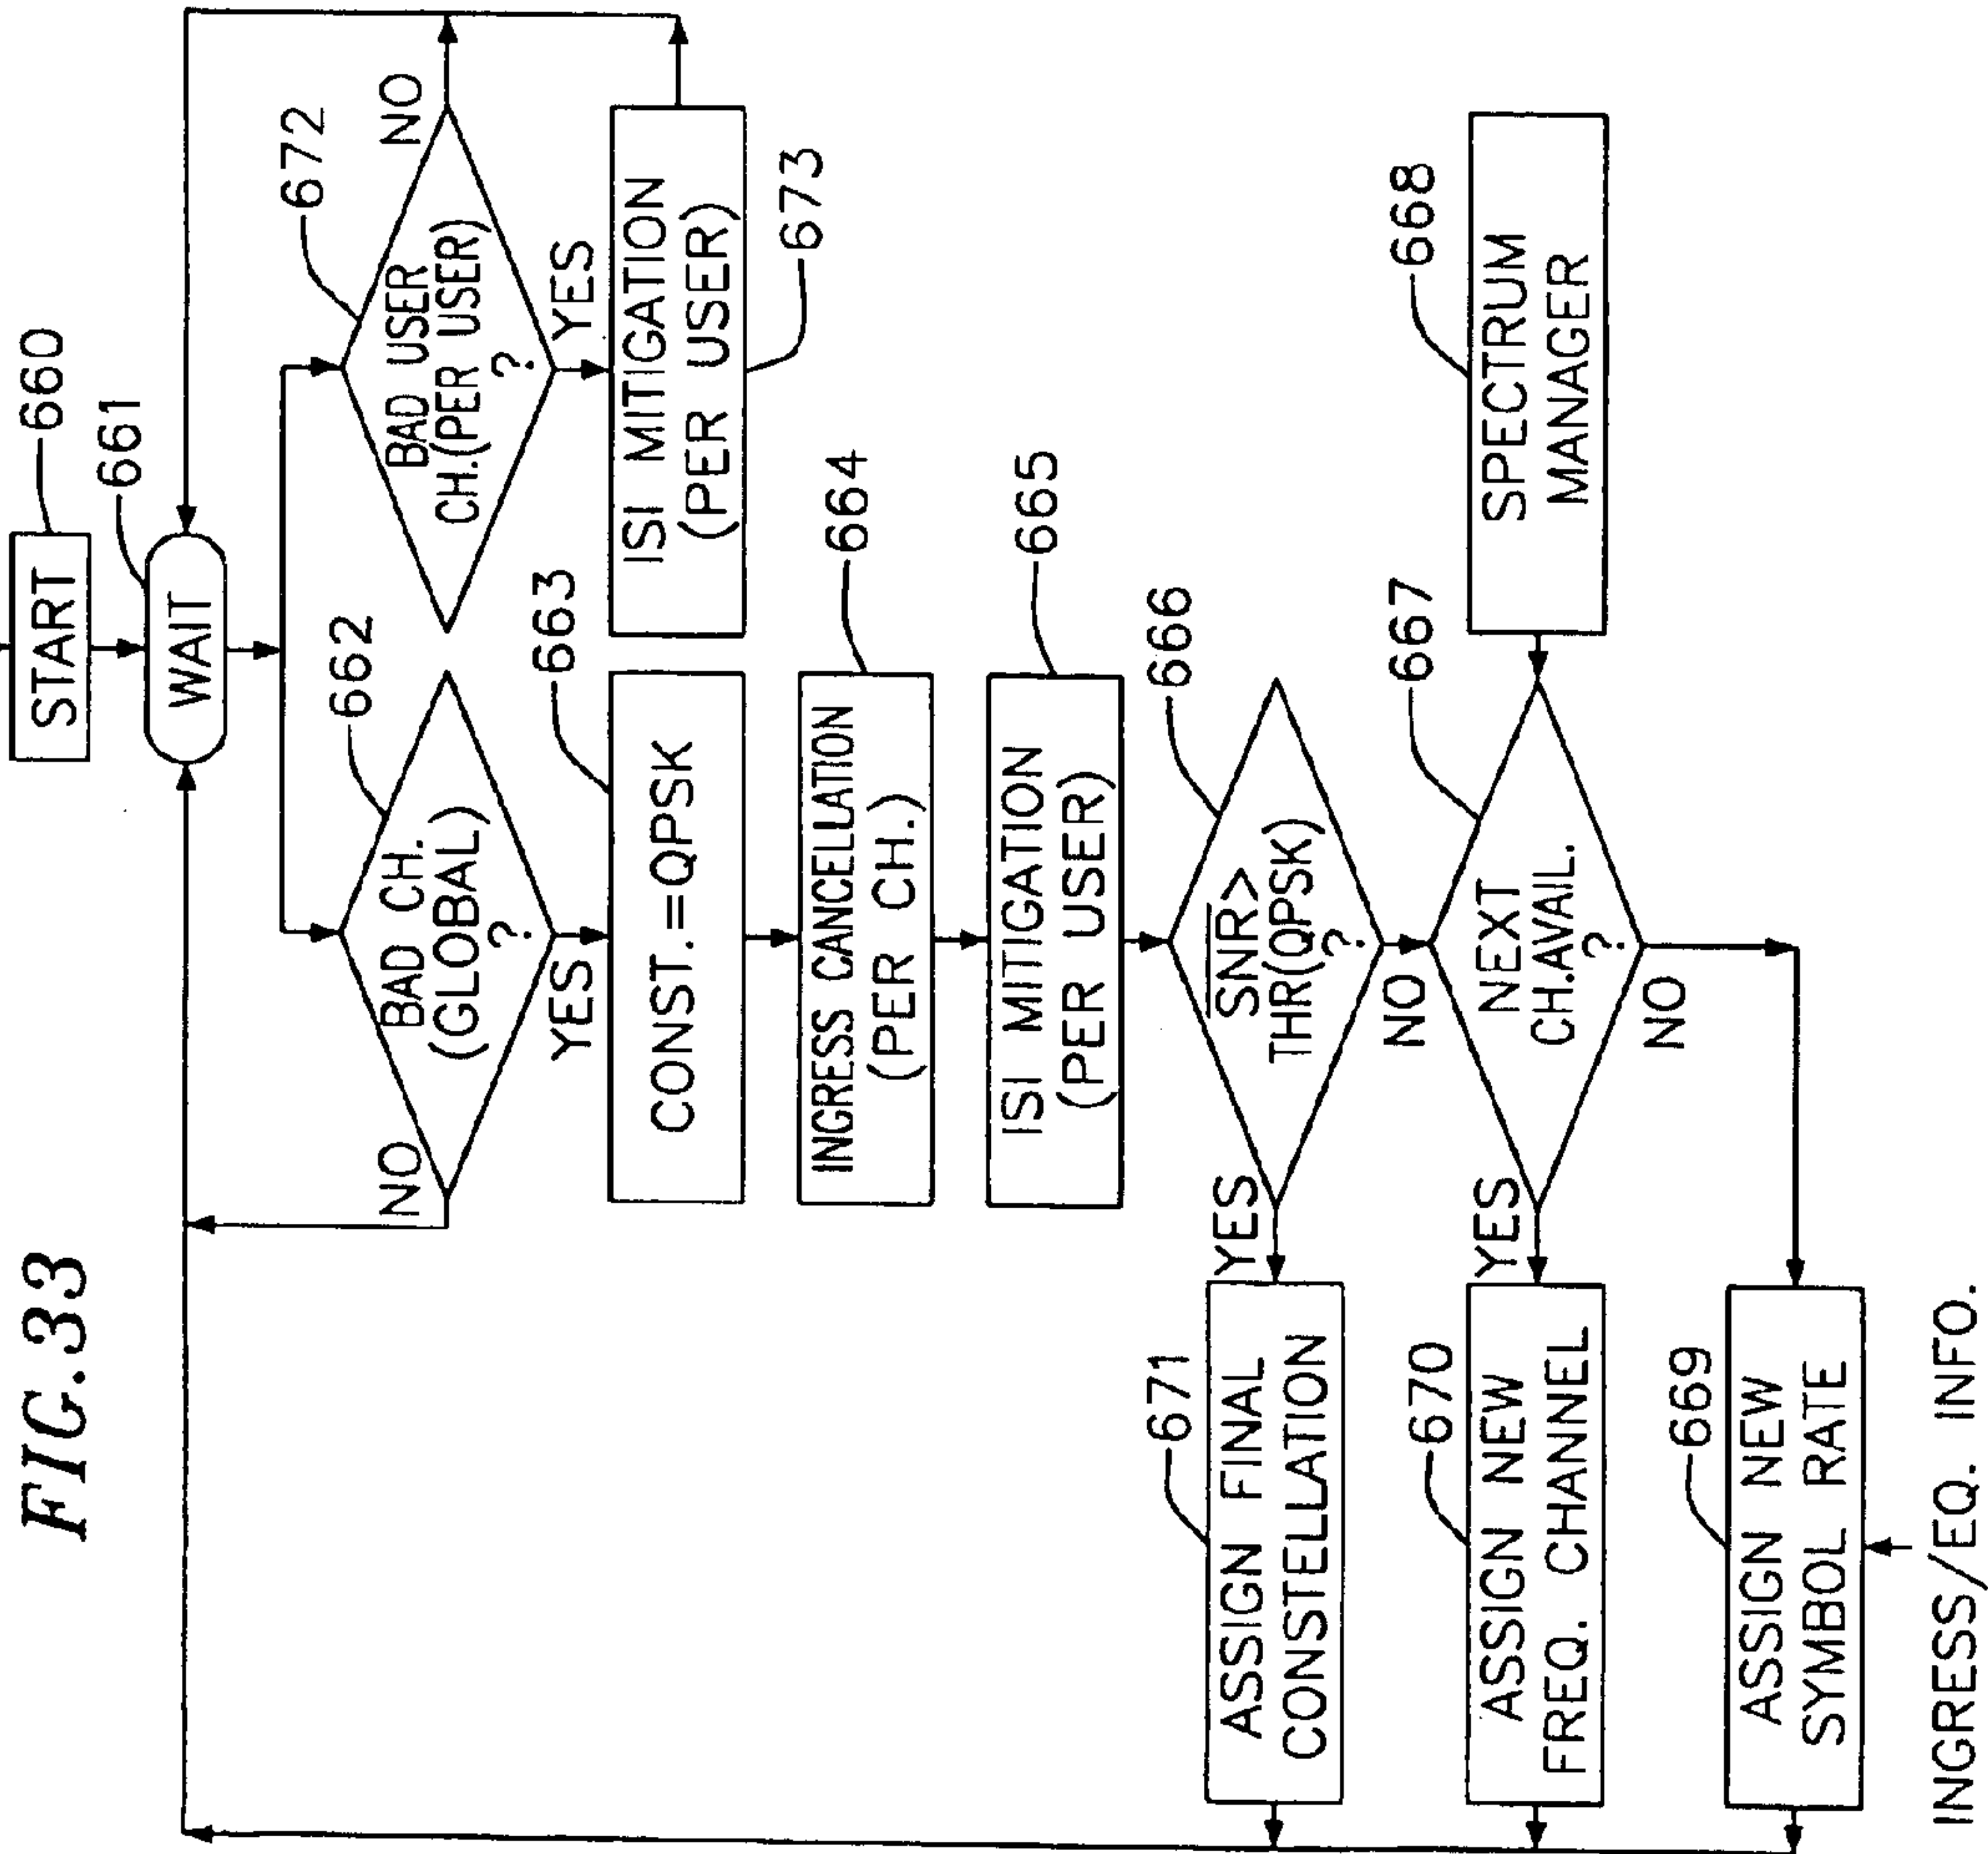 FIG.33
START
660
WAIT
661
BAD CH.
(GLOBAL)
?
662
NO
YES
BAD USER
CH.(PER USER)
?
672
NO
YES
CONST.=QPSK
663
ISI MITIGATION
(PER USER)
673
INGRESS CANCELLATION
(PER CH.)
664
ISI MITIGATION
(PER USER)
665
SNR>
THR(QPSK)
?
666
YES
NO
ASSIGN FINAL
CONSTELLATION
671
NEXT
CH.AVAIL.
?
667
YES
NO
SPECTRUM
MANAGER
668
ASSIGN NEW
FREQ. CHANNEL
670
ASSIGN NEW
SYMBOL RATE
669
INGRESS/EQ. INFO.